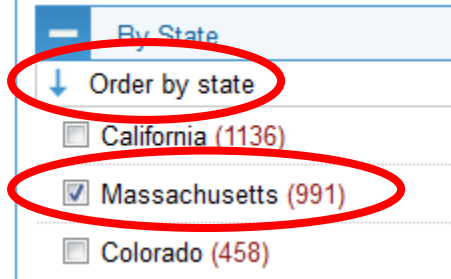 By State
Order by state
California (1136)
Massachusetts (991)
Colorado (458)